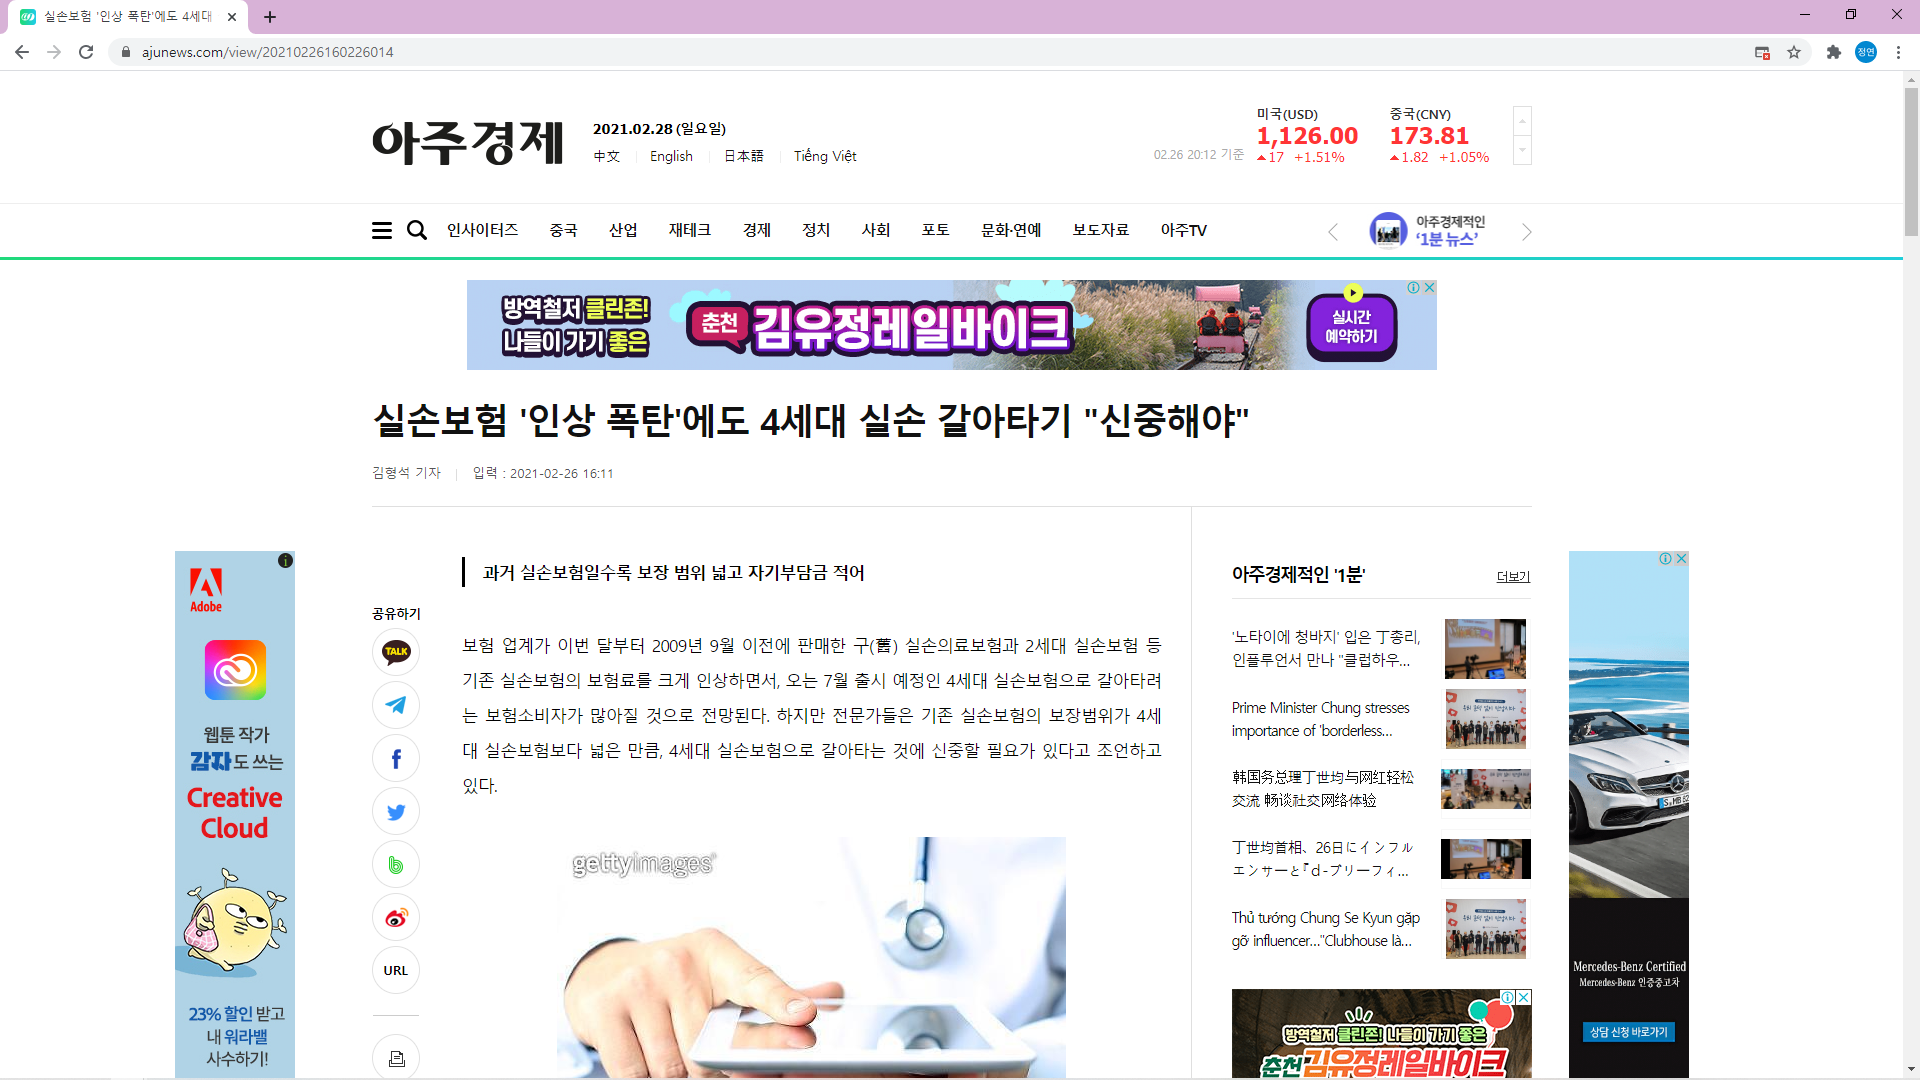 실손보험 '인상 폭탄'에도 4세대
ajunews.com/view/20210226160226014
정연
아주경제
2021.02.28 (일요일)
中文 English 日本語 Tiếng Việt
02.26 20:12 기준
미국(USD)
1,126.00
17 +1.51%
중국(CNY)
173.81
1.82 +1.05%
인사이터즈 중국 산업 재테크 경제 정치 사회 포토 문화·연예 보도자료 아주TV
아주경제적인
'1분 뉴스'
방역철저 클린존!
나들이 가기 좋은
춘천 김유정레일바이크
실시간
예약하기
실손보험 '인상 폭탄'에도 4세대 실손 갈아타기 "신중해야"
김형석 기자 입력 : 2021-02-26 16:11
Adobe
웹툰 작가
감자도 쓰는
Creative
Cloud
23% 할인 받고
내 워라밸
사수하기!
공유하기
TALK
URL
과거 실손보험일수록 보장 범위 넓고 자기부담금 적어
보험 업계가 이번 달부터 2009년 9월 이전에 판매한 구(舊) 실손의료보험과 2세대 실손보험 등
기존 실손보험의 보험료를 크게 인상하면서, 오는 7월 출시 예정인 4세대 실손보험으로 갈아타려
는 보험소비자가 많아질 것으로 전망된다. 하지만 전문가들은 기존 실손보험의 보장범위가 4세
대 실손보험보다 넓은 만큼, 4세대 실손보험으로 갈아타는 것에 신중할 필요가 있다고 조언하고
있다.
gettyimages
아주경제적인 '1분'
더보기
'노타이에 청바지' 입은 丁총리,
인플루언서 만나 "클럽하우...
Prime Minister Chung stresses
importance of 'borderless...
韩国务总理丁世均与网红轻松
交流 畅谈社交网络体验
丁世均首相、26日にインフル
エンサーと『d-ブリーフィ...
Thủ tướng Chung Se Kyun gặp
gỡ influencer..."Clubhouse là...
방역철저 클린존! 나들이 가기 좋은
춘천 김유정레일바이크
Mercedes-Benz Certified
Mercedes-Benz 인증중고차
상담 신청 바로가기